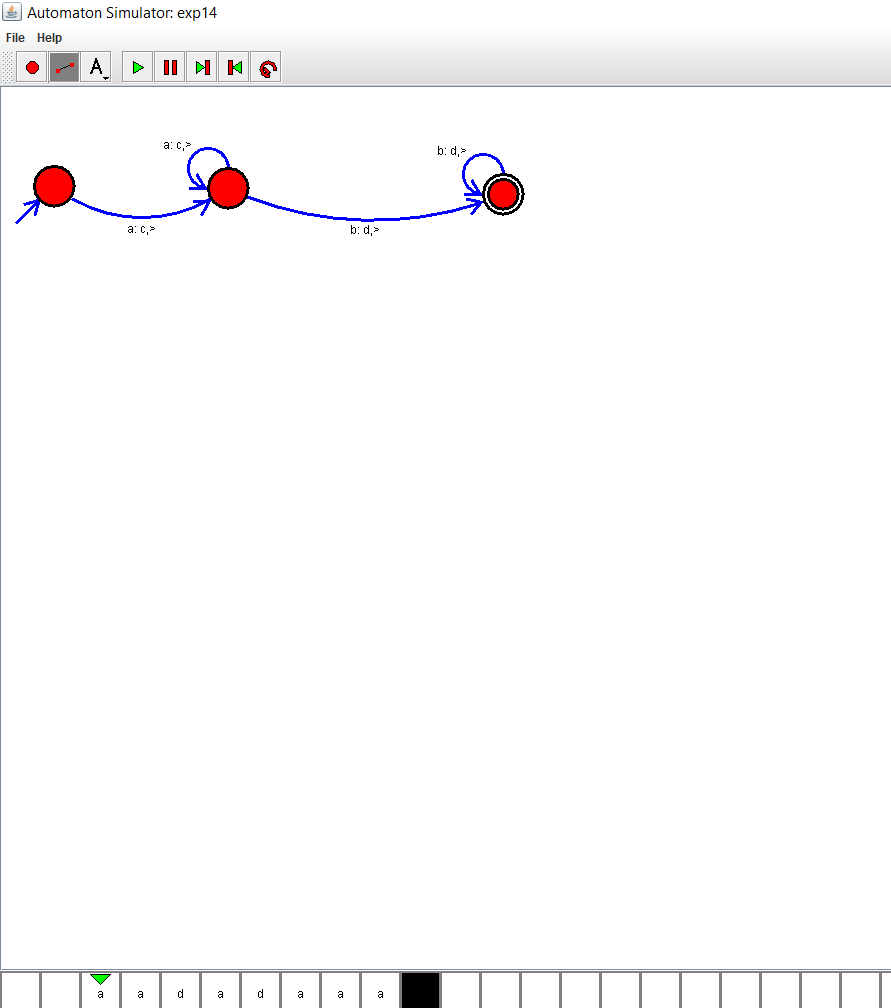 Automaton Simulator: exp14
File Help
A
a: c,>
b: d,>
a: c,>
b: d,>
a a d a d a a a